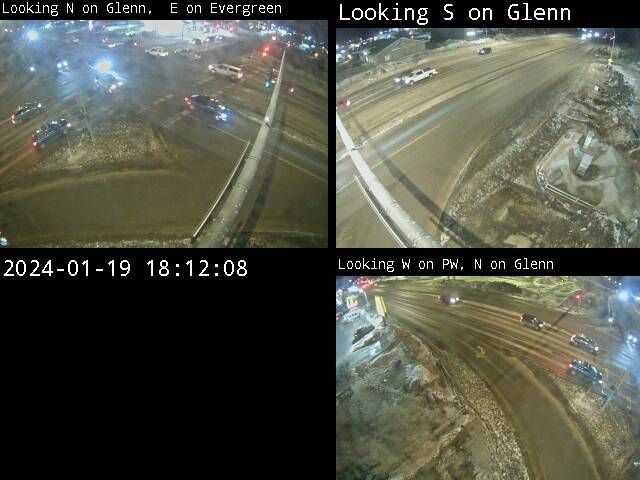 Looking N on Glenn,  E on Evergreen
Looking S on Glenn
2024-01-19 18:12:08
Looking W on PW, N on Glenn